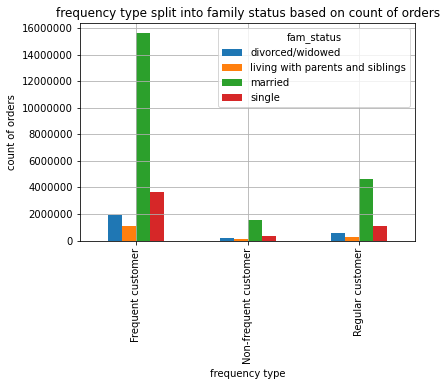 frequency type split into family status based on count of orders
fam_status
divorced/widowed
living with parents and siblings
married
single
count of orders
16000000
14000000
12000000
10000000
8000000
6000000
4000000
2000000
0
Frequent customer
Non-frequent customer
Regular customer
frequency type